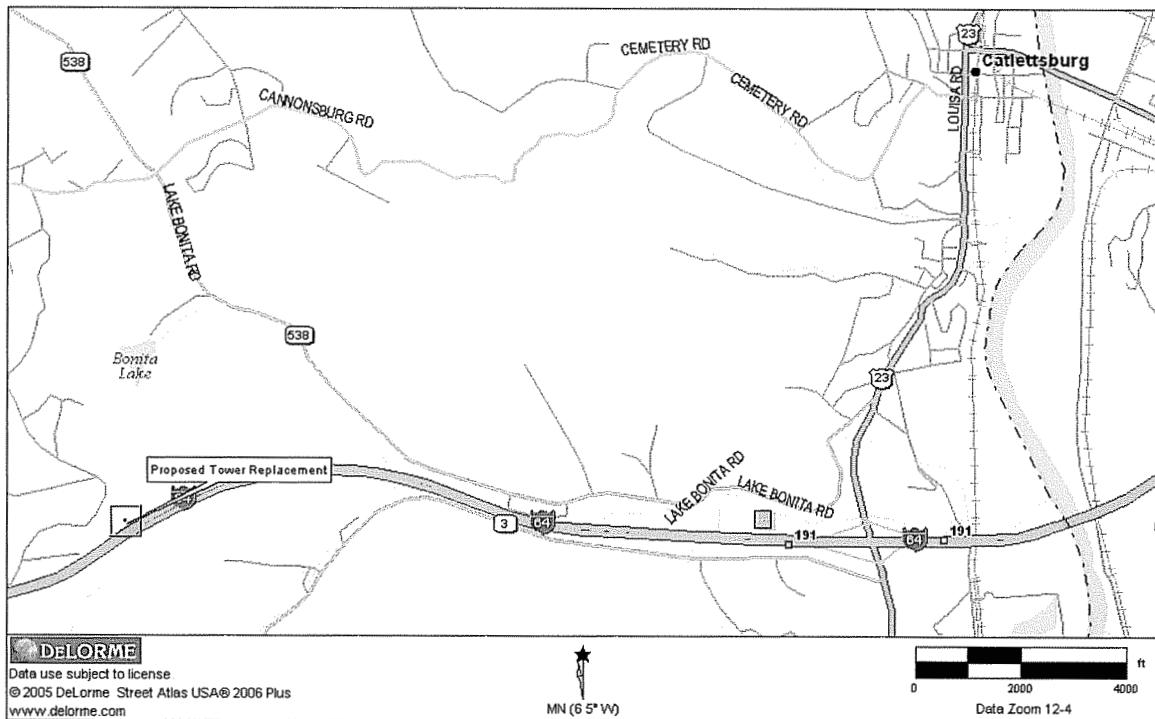 23
Catlettsburg
538
CEMETERY RD
CEMETERY RD
CANNONSBURG RD
LOUISA RD
LAKE BONITA RD
538
Bonita
Lake
23
Proposed Tower Replacement
64
LAKE BONITA RD
LAKE BONITA RD
3
64
191
64
191
DELORME
Data use subject to license
© 2005 DeLorme Street Atlas USA® 2006 Plus
www.delorme.com
MN (6 5° W)
ft
0 2000 4000
Data Zoom 12-4